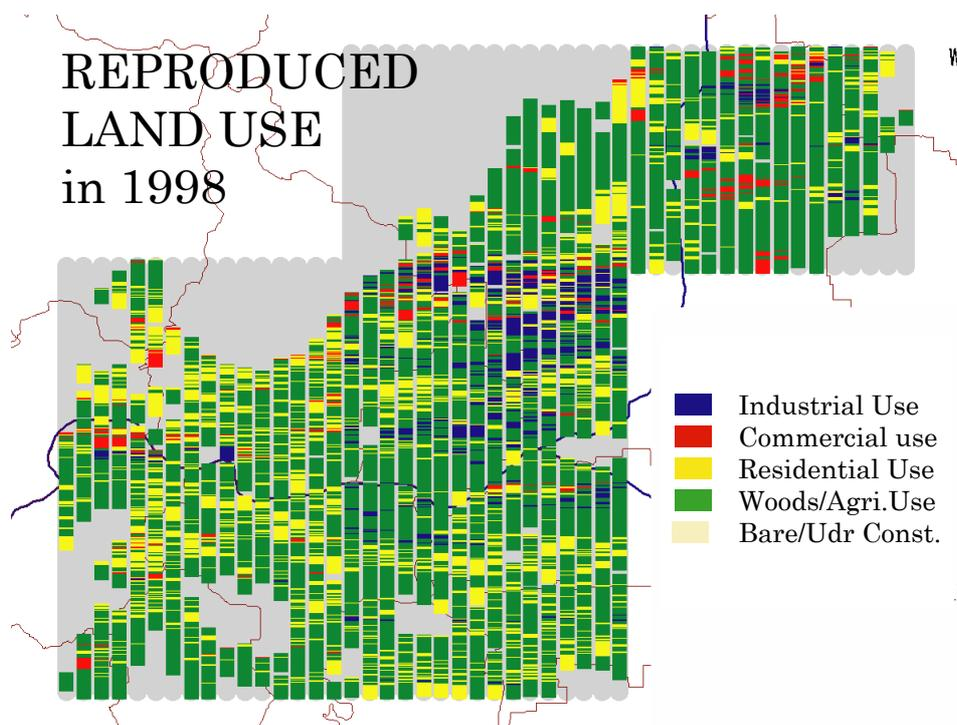 REPRODUCED
LAND USE
in 1998
Industrial Use
Commercial use
Residential Use
Woods/Agri.Use
Bare/Udr Const.